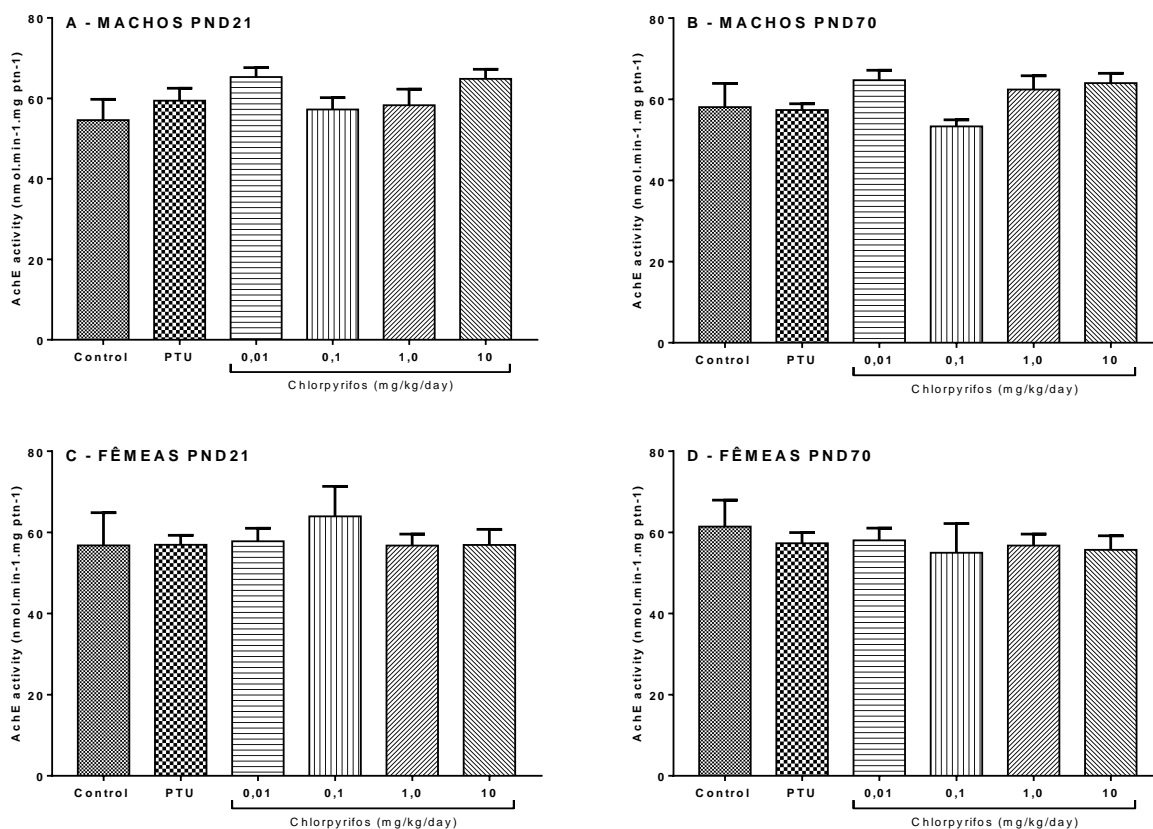 A - MACHOS PND21
AchE activity (nmol.min-1.mg ptn-1)
80
60
40
20
0
Control PTU 0,01 0,1 1,0 10
Chlorpyrifos (mg/kg/day)
B - MACHOS PND70
AchE activity (nmol.min-1.mg ptn-1)
80
60
40
20
0
Control PTU 0,01 0,1 1,0 10
Chlorpyrifos (mg/kg/day)
C - FÊMEAS PND21
AchE activity (nmol.min-1.mg ptn-1)
80
60
40
20
0
Control PTU 0,01 0,1 1,0 10
Chlorpyrifos (mg/kg/day)
D - FÊMEAS PND70
AchE activity (nmol.min-1.mg ptn-1)
80
60
40
20
0
Control PTU 0,01 0,1 1,0 10
Chlorpyrifos (mg/kg/day)